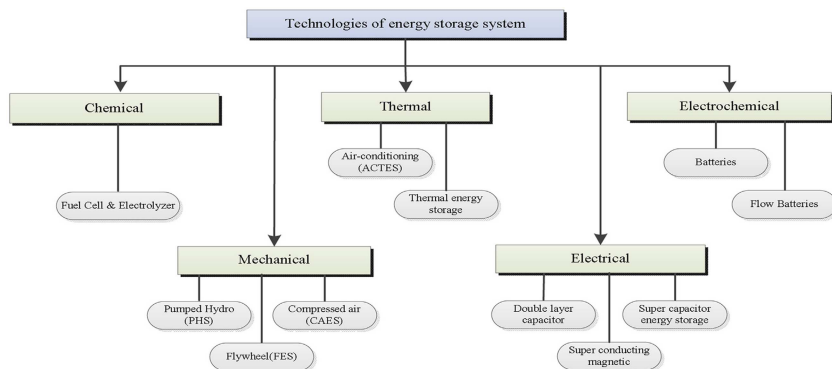 Technologies of energy storage system
Chemical
Thermal
Electrochemical
Air-conditioning
(ACTES)
Batteries
Fuel Cell & Electrolyzer
Thermal energy
storage
Flow Batteries
Mechanical
Electrical
Pumped Hydro
(PHS)
Compressed air
(CAES)
Double layer
capacitor
Super capacitor
energy storage
Flywheel(FES)
Super conducting
magnetic